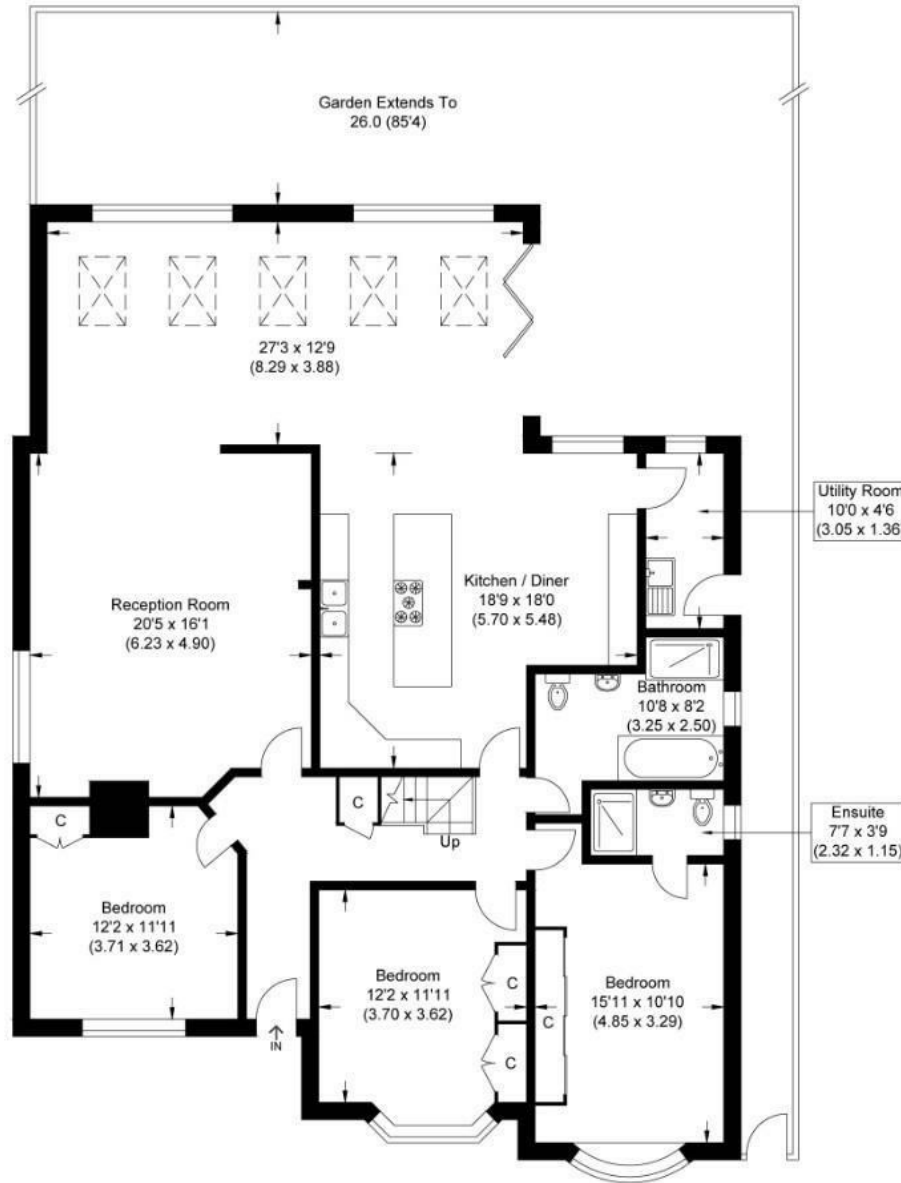 Garden Extends To
26.0 (85'4)
27'3 x 12'9
(8.29 x 3.88)
Utility Room
10'0 x 4'6
(3.05 x 1.36)
Kitchen / Diner
18'9 x 18'0
(5.70 x 5.48)
Reception Room
20'5 x 16'1
(6.23 x 4.90)
Bathroom
10'8 x 8'2
(3.25 x 2.50)
C
C
Up
Ensuite
7'7 x 3'9
(2.32 x 1.15)
Bedroom
12'2 x 11'11
(3.71 x 3.62)
Bedroom
12'2 x 11'11
(3.70 x 3.62)
C
C
Bedroom
15'11 x 10'10
(4.85 x 3.29)
C
IN